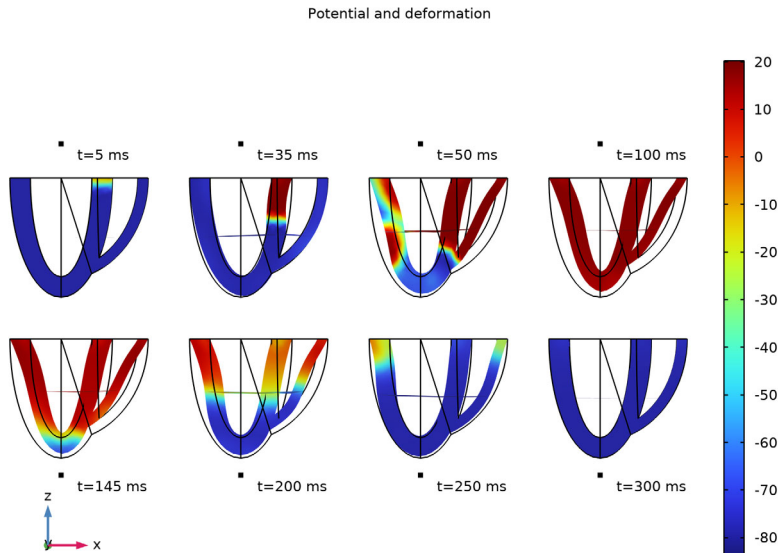 Potential and deformation
t=5 ms
t=35 ms
t=50 ms
t=100 ms
t=145 ms
t=200 ms
t=250 ms
t=300 ms
20
10
0
-10
-20
-30
-40
-50
-60
-70
-80
z
y
x